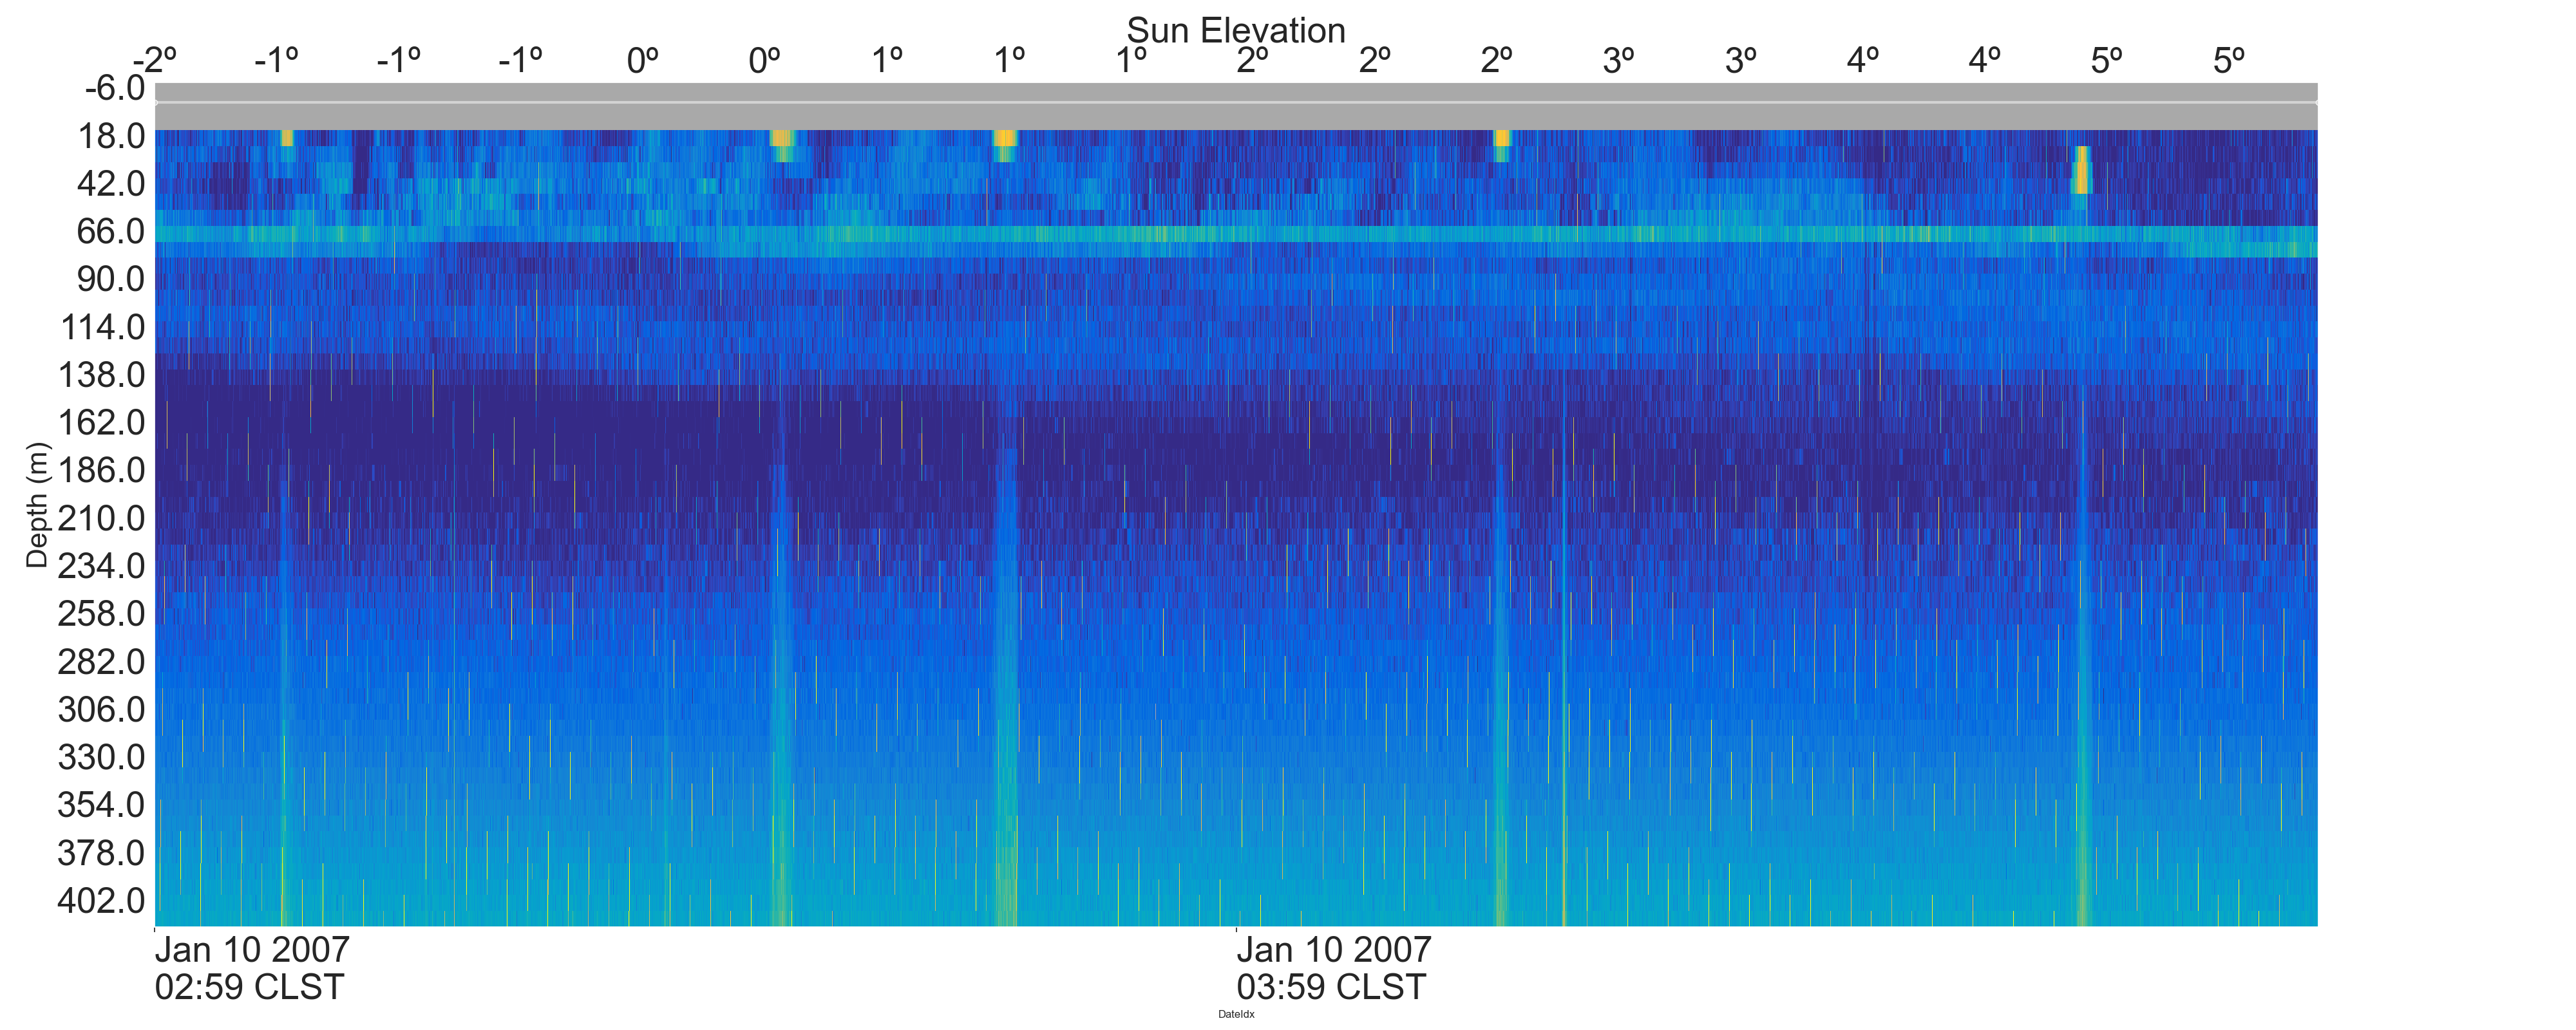 Sun Elevation
-2º -1º -1º -1º 0º 0º 1º 1º 1º 2º 2º 2º 3º 3º 4º 4º 5º 5º
-6.0
18.0
42.0
66.0
90.0
114.0
138.0
162.0
186.0
210.0
234.0
258.0
282.0
306.0
330.0
354.0
378.0
402.0
Depth (m)
Jan 10 2007
02:59 CLST
Jan 10 2007
03:59 CLST
DateIdx